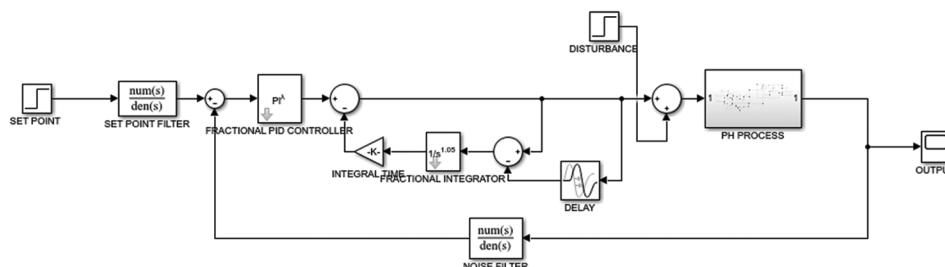 DISTURBANCE
num(s)
den(s)
SET POINT
SET POINT FILTER
+
-
PI^λ
FRACTIONAL PID CONTROLLER
+
-
+
+
1
1
PH PROCESS
-K-
INTEGRAL TIME
1/s^1.05
FRACTIONAL INTEGRATOR
+
-
DELAY
OUTPU
num(s)
den(s)
NOISE FILTER